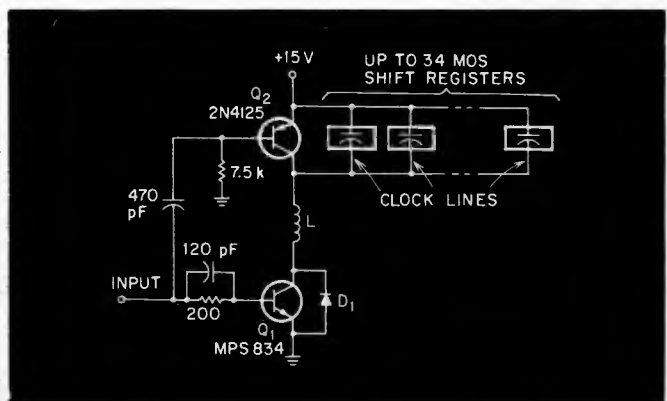 +15 V
UP TO 34 MOS
SHIFT REGISTERS
Q2
2N4125
7.5 k
470
pF
CLOCK LINES
L
120 pF
INPUT
200
D1
Q1
MPS 834